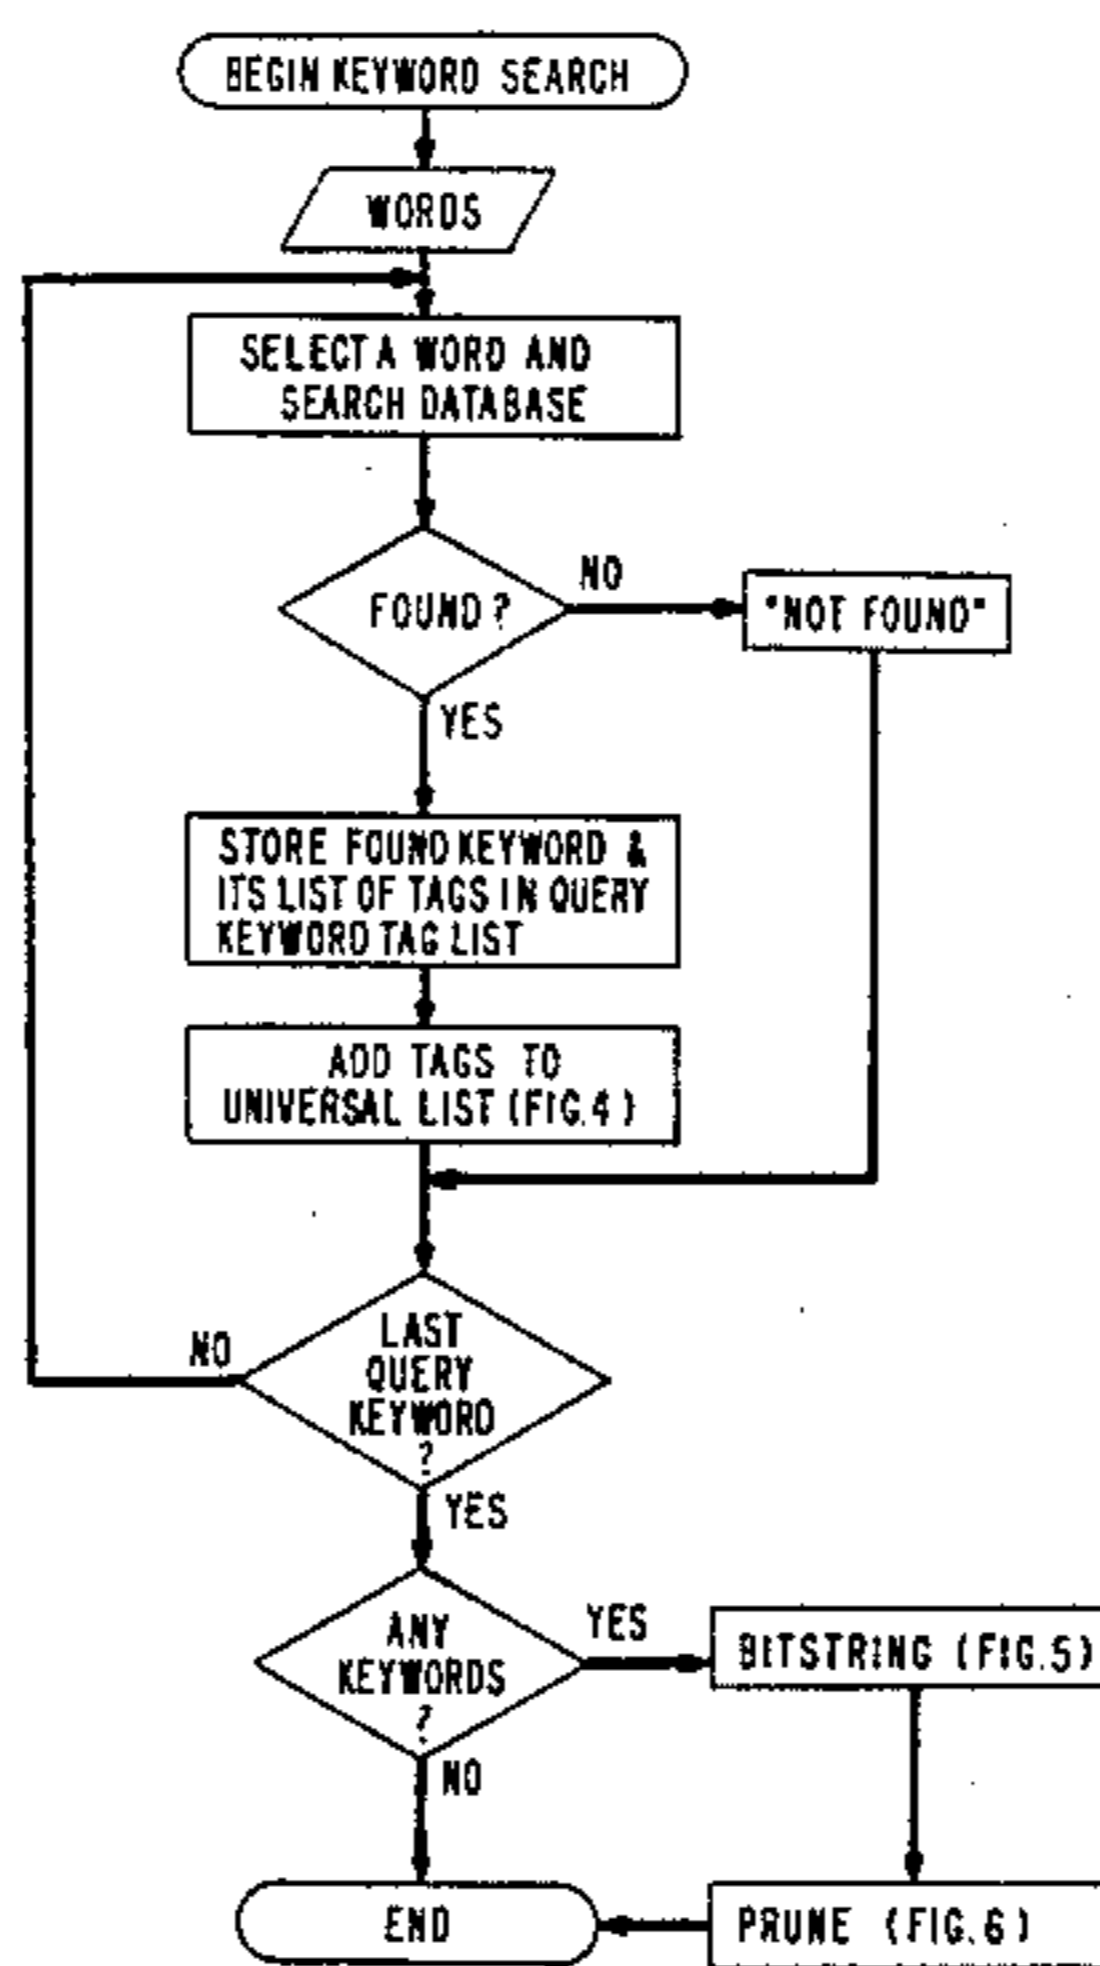 BEGIN KEYWORD SEARCH
WORDS
SELECT A WORD AND
SEARCH DATABASE
FOUND?
NO
"NOT FOUND"
YES
STORE FOUND KEYWORD &
ITS LIST OF TAGS IN QUERY
KEYWORD TAG LIST
ADD TAGS TO
UNIVERSAL LIST (FIG.4)
LAST
QUERY
KEYWORD
?
NO
YES
ANY
KEYWORDS
?
YES
BITSTRING (FIG.5)
NO
END
PRUNE (FIG.6)